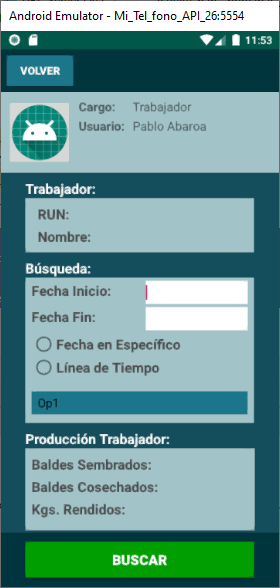 Android Emulator - Mi_Tel_fono_API_26:5554
11:53
VOLVER
Cargo: Trabajador
Usuario: Pablo Abaroa
Trabajador:
RUN:
Nombre:
Búsqueda:
Fecha Inicio:
Fecha Fin:
Fecha en Específico
Línea de Tiempo
Op1
Producción Trabajador:
Baldes Sembrados:
Baldes Cosechados:
Kgs. Rendidos:
BUSCAR